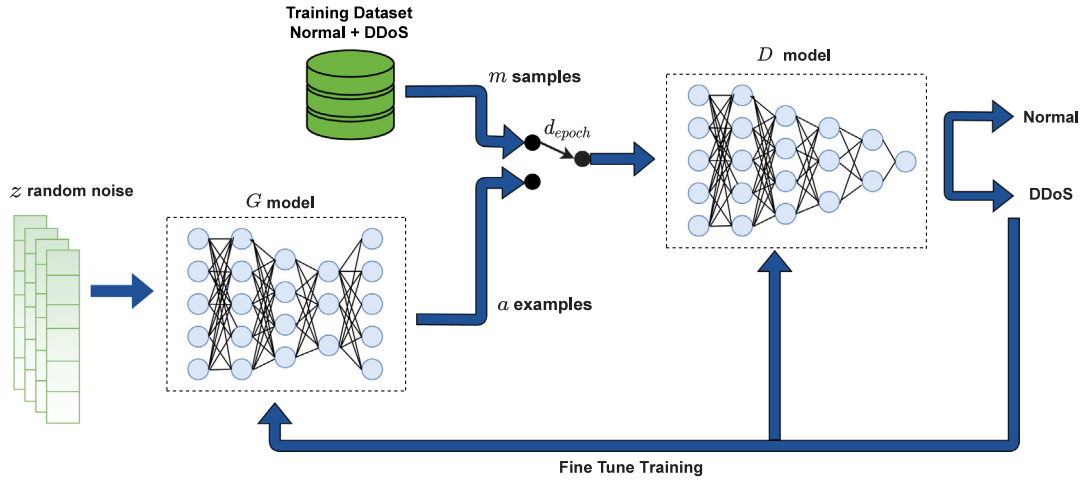 Training Dataset
Normal + DDoS
m samples
D model
d_epoch
Normal
z random noise
G model
DDoS
a examples
Fine Tune Training